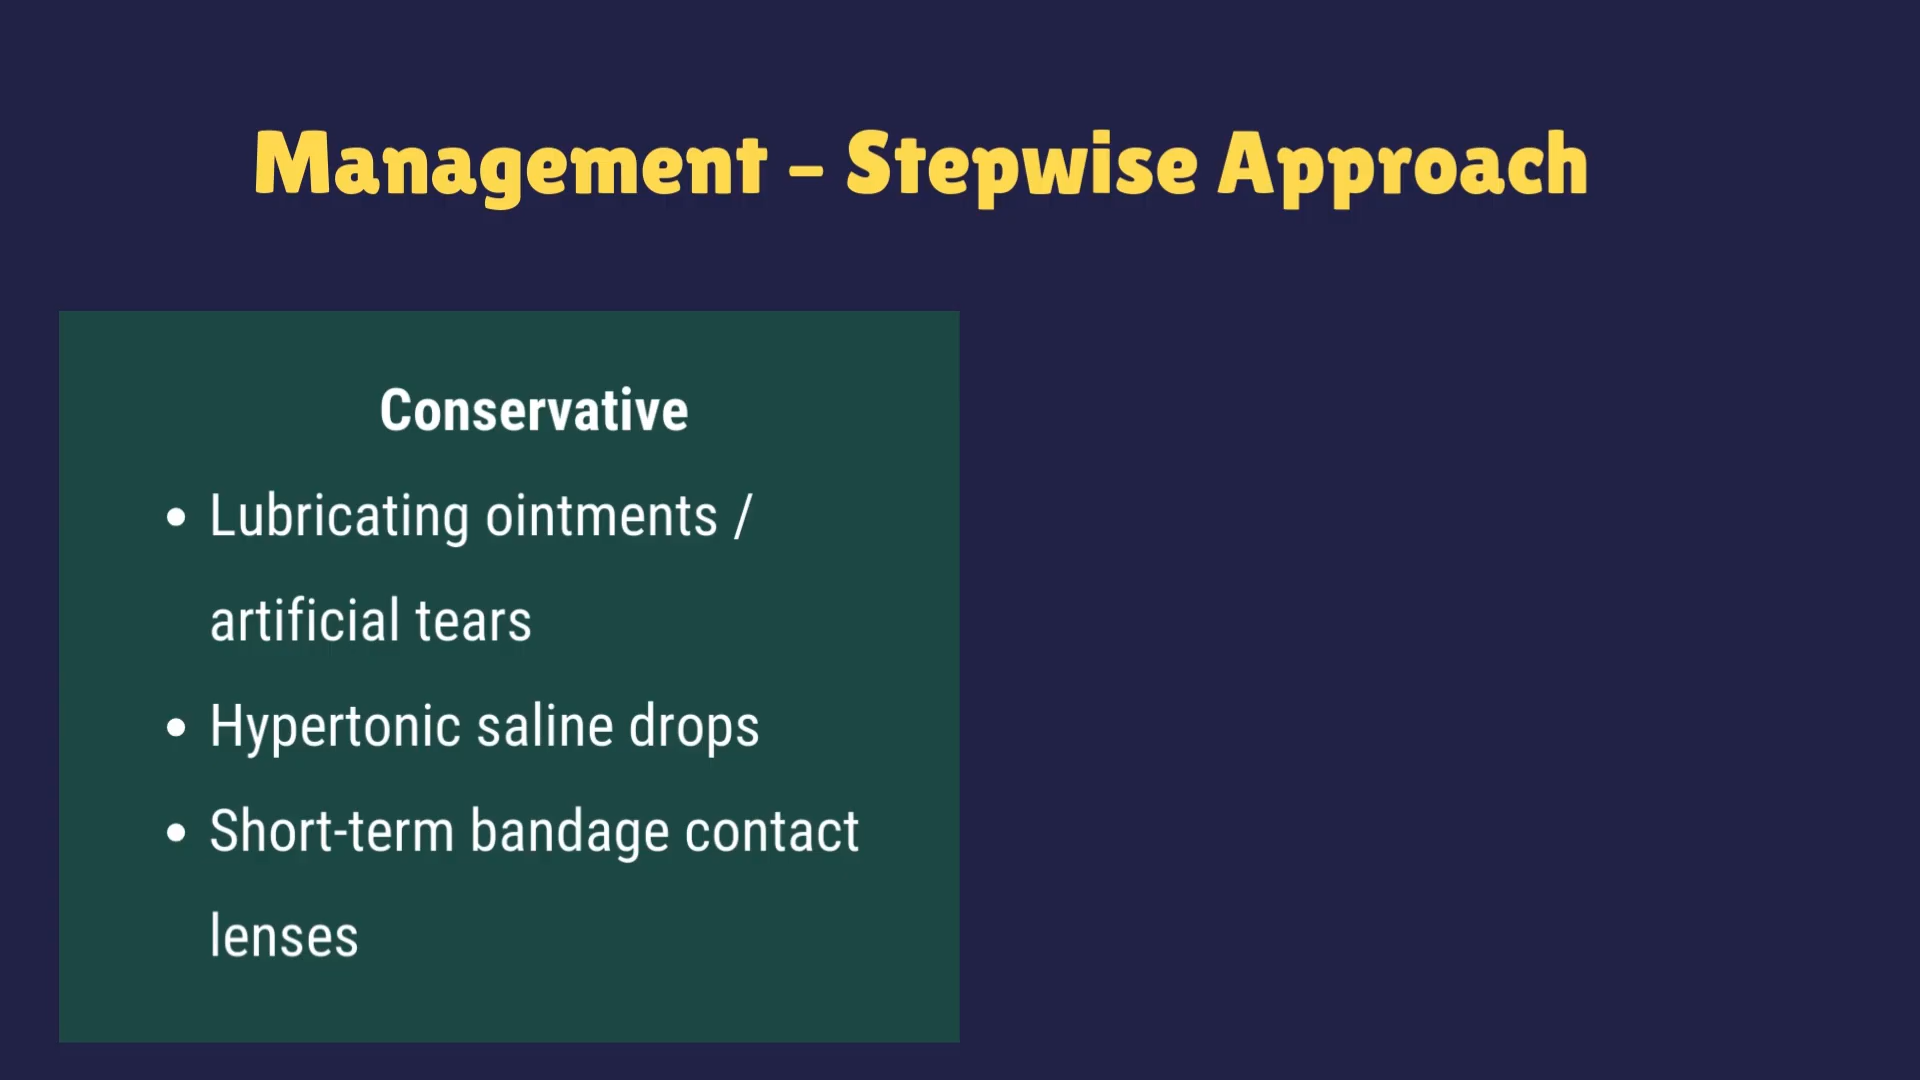 Management – Stepwise Approach
Conservative
• Lubricating ointments /
artificial tears
• Hypertonic saline drops
• Short-term bandage contact
lenses